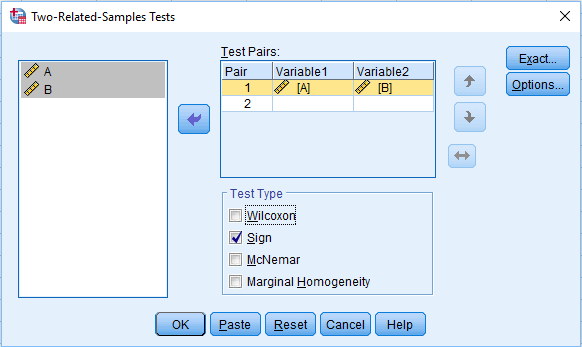 Two-Related-Samples Tests
A
B
Test Pairs:
Pair Variable1 Variable2
1 [A] [B]
2
Exact...
Options...
Test Type
Wilcoxon
Sign
McNemar
Marginal Homogeneity
OK Paste Reset Cancel Help